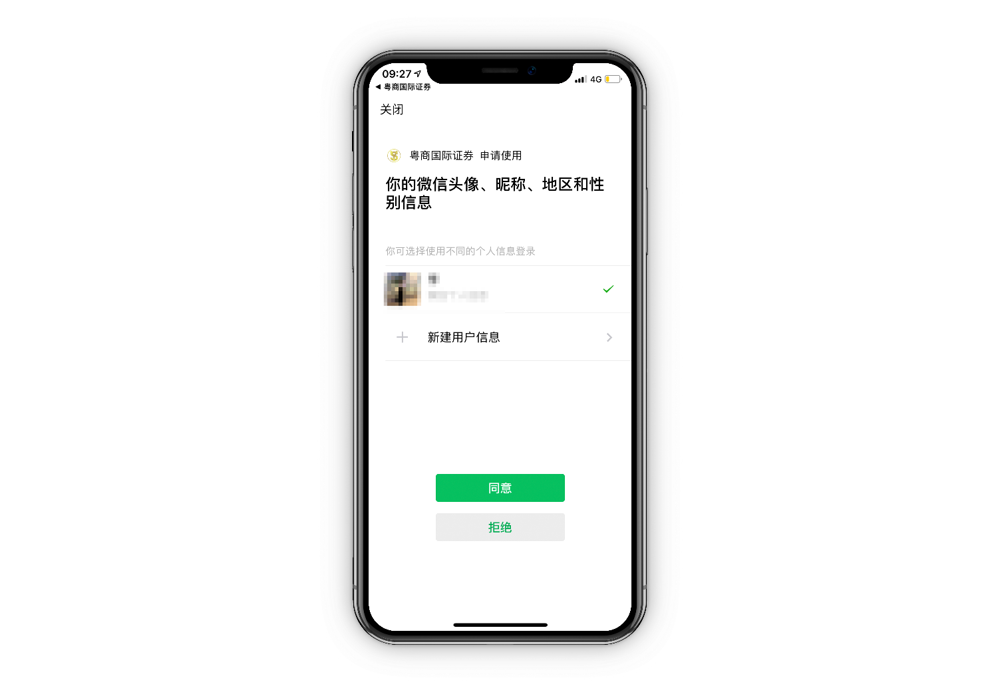 09:27
4G
粤商国际证券
关闭
粤商国际证券 申请使用
你的微信头像、昵称、地区和性
别信息
你可选择使用不同的个人信息登录
新建用户信息
同意
拒绝